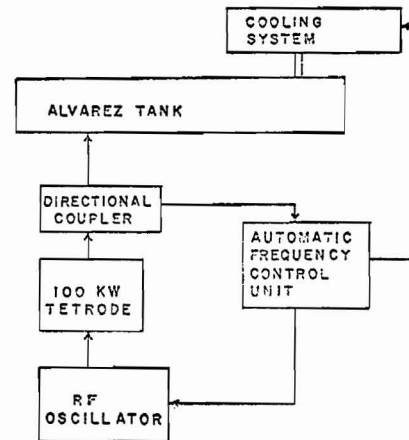 COOLING
SYSTEM
ALVAREZ TANK
DIRECTIONAL
COUPLER
AUTOMATIC
FREQUENCY
CONTROL
UNIT
100 KW
TETRODE
RF
OSCILLATOR